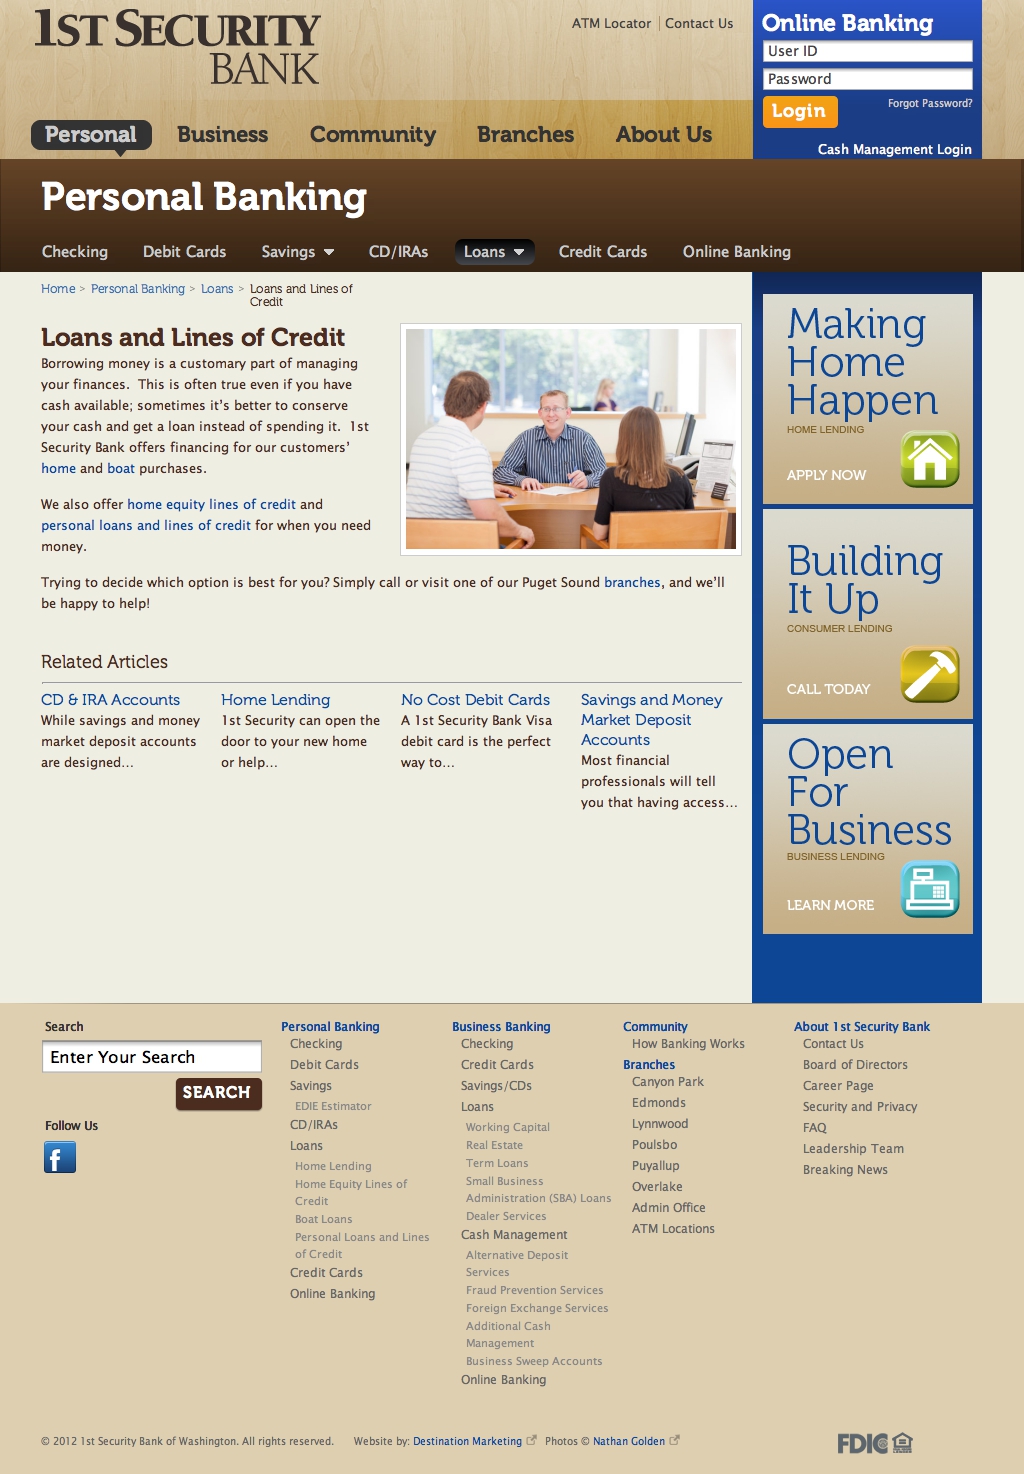 1ST SECURITY
BANK
ATM Locator
Contact Us
Online Banking
User ID
Password
Login
Forgot Password?
Cash Management Login
Personal
Business
Community
Branches
About Us
Personal Banking
Checking
Debit Cards
Savings
CD/IRAs
Loans
Credit Cards
Online Banking
Home > Personal Banking > Loans > Loans and Lines of
Credit
Loans and Lines of Credit
Borrowing money is a customary part of managing
your finances. This is often true even if you have
cash available; sometimes it's better to conserve
your cash and get a loan instead of spending it. 1st
Security Bank offers financing for our customers'
home and boat purchases.
We also offer home equity lines of credit and
personal loans and lines of credit for when you need
money.
Trying to decide which option is best for you? Simply call or visit one of our Puget Sound branches, and we'll
be happy to help!
Related Articles
CD & IRA Accounts
While savings and money
market deposit accounts
are designed...
Home Lending
1st Security can open the
door to your new home
or help...
No Cost Debit Cards
A 1st Security Bank Visa
debit card is the perfect
way to...
Savings and Money
Market Deposit
Accounts
Most financial
professionals will tell
you that having access...
Making
Home
Happen
HOME LENDING
APPLY NOW
Building
It Up
CONSUMER LENDING
CALL TODAY
Open
For
Business
BUSINESS LENDING
LEARN MORE
Search
Enter Your Search
SEARCH
Follow Us
f
Personal Banking
Checking
Debit Cards
Savings
EDIE Estimator
CD/IRAs
Loans
Home Lending
Home Equity Lines of
Credit
Boat Loans
Personal Loans and Lines
of Credit
Credit Cards
Online Banking
Business Banking
Checking
Credit Cards
Savings/CDs
Loans
Working Capital
Real Estate
Term Loans
Small Business
Administration (SBA) Loans
Dealer Services
Cash Management
Alternative Deposit
Services
Fraud Prevention Services
Foreign Exchange Services
Additional Cash
Management
Business Sweep Accounts
Online Banking
Community
How Banking Works
Branches
Canyon Park
Edmonds
Lynnwood
Poulsbo
Puyallup
Overlake
Admin Office
ATM Locations
About 1st Security Bank
Contact Us
Board of Directors
Career Page
Security and Privacy
FAQ
Leadership Team
Breaking News
© 2012 1st Security Bank of Washington. All rights reserved.
Website by: Destination Marketing
Photos © Nathan Golden
FDIC